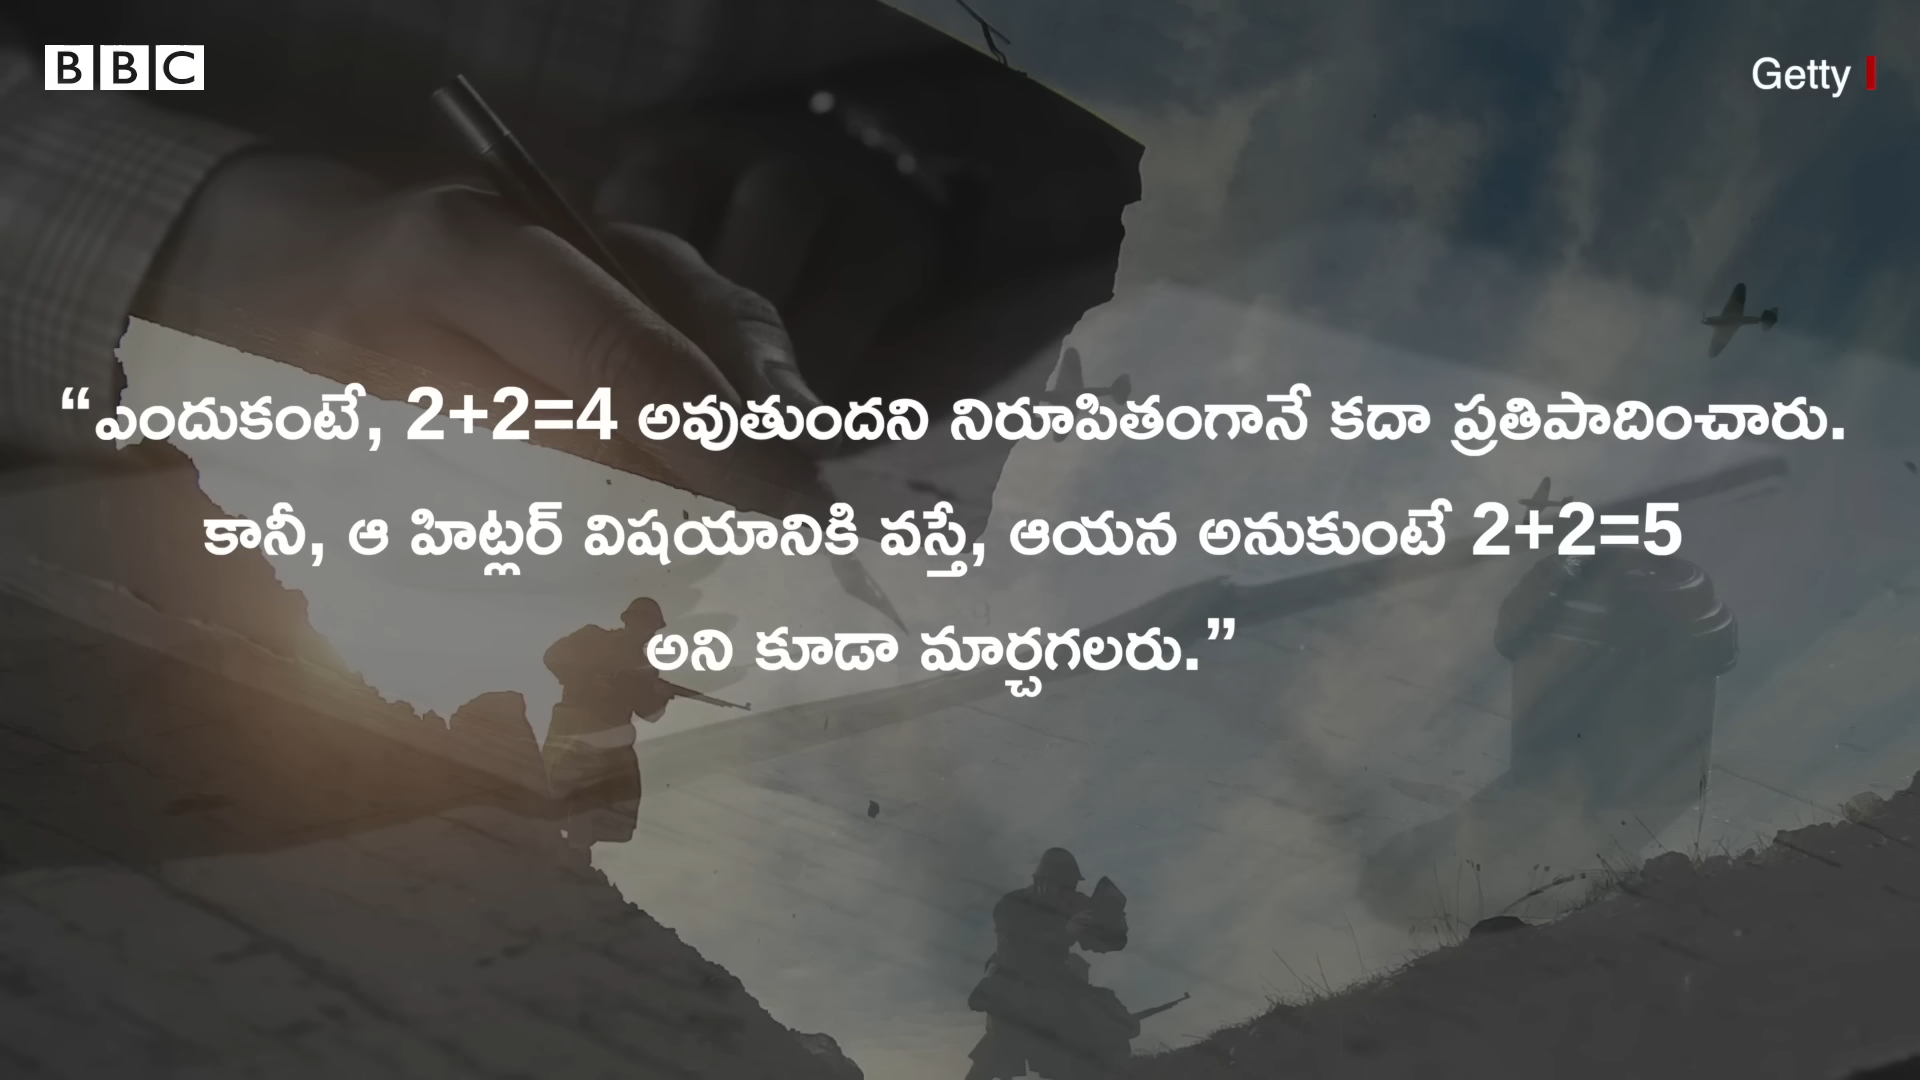 BBC
Getty
“ఎందుకంటే, 2+2=4 అవుతుందని నిరూపితంగానే కదా ప్రతిపాదించారు.
కానీ, ఆ హిట్లర్ విషయానికి వస్తే, ఆయన అనుకుంటే 2+2=5
అని కూడా మార్చగలరు.”